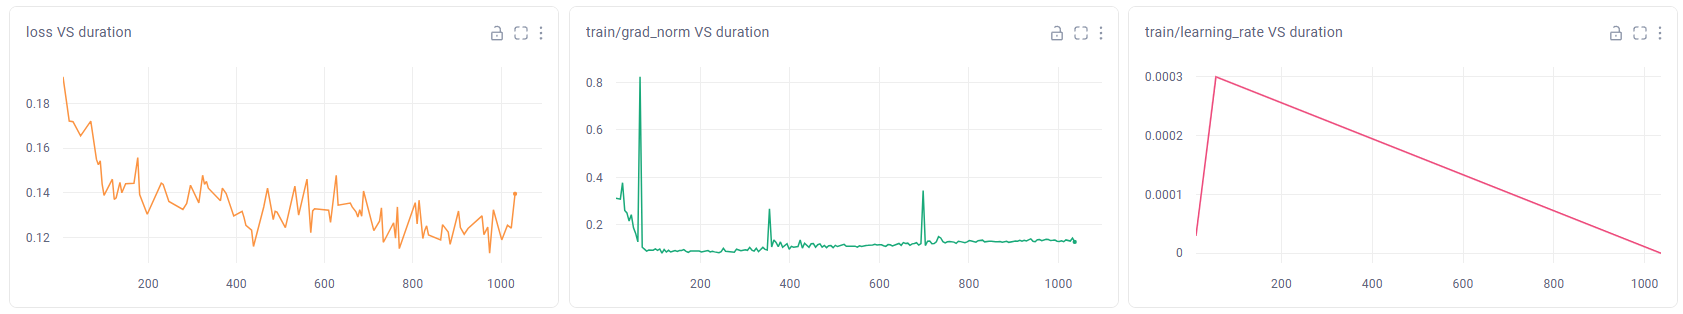 loss VS duration
0.18
0.16
0.14
0.12
200 400 600 800 1000
train/grad_norm VS duration
0.8
0.6
0.4
0.2
200 400 600 800 1000
train/learning_rate VS duration
0.0003
0.0002
0.0001
0
200 400 600 800 1000